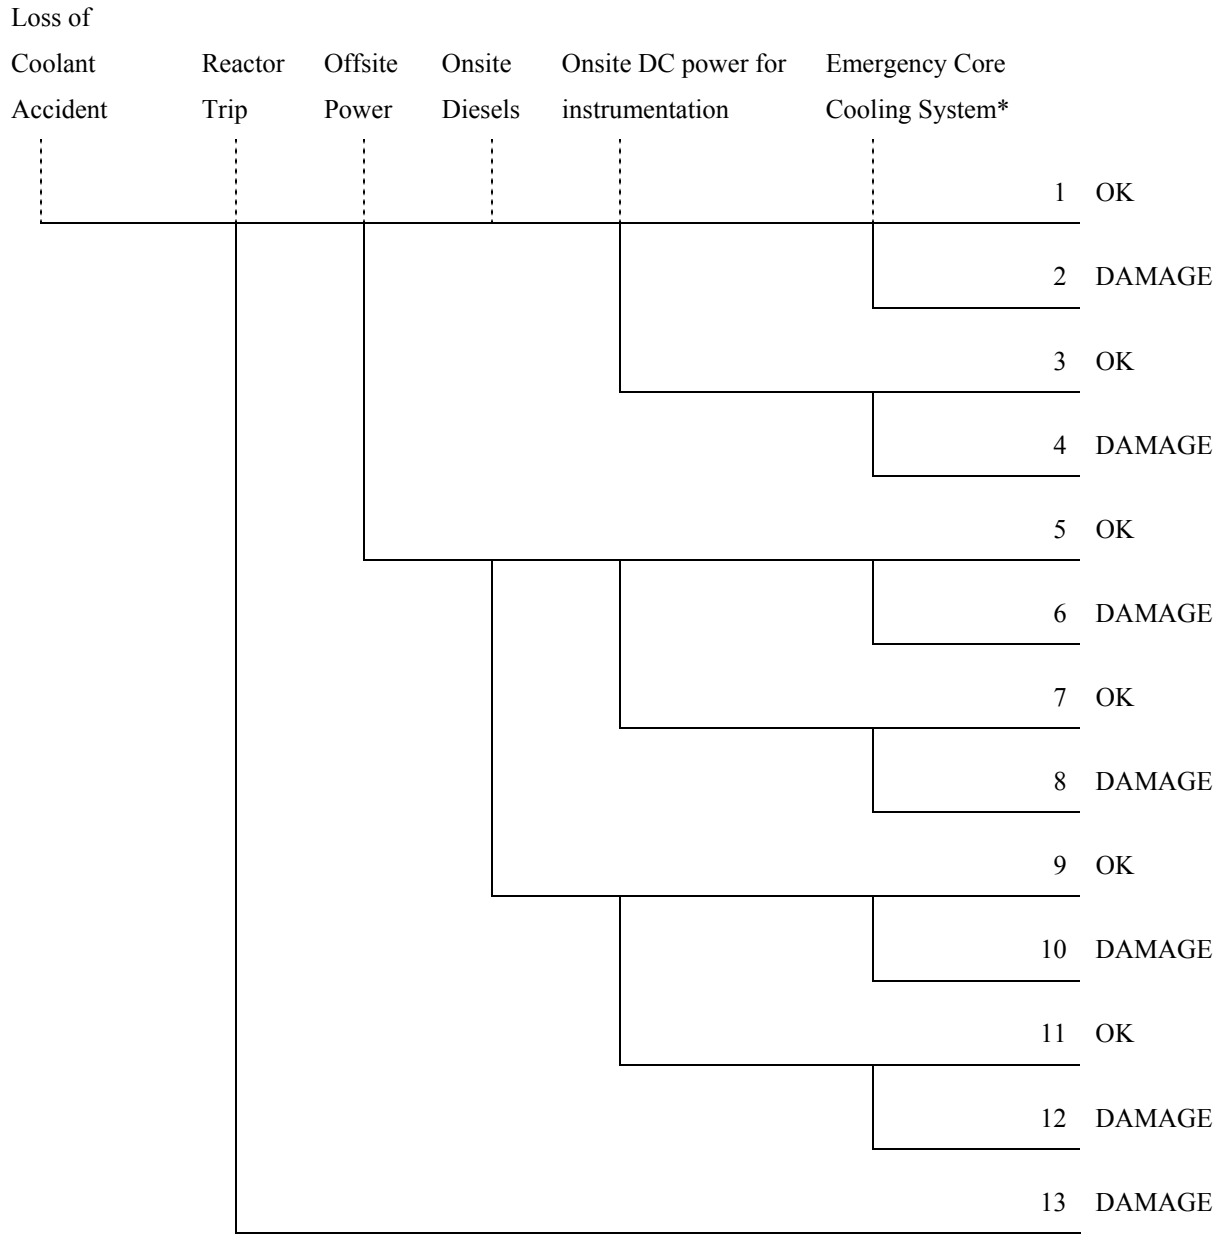 Loss of
Coolant Reactor Offsite Onsite Onsite DC power for Emergency Core
Accident Trip Power Diesels instrumentation Cooling System*
1 OK
2 DAMAGE
3 OK
4 DAMAGE
5 OK
6 DAMAGE
7 OK
8 DAMAGE
9 OK
10 DAMAGE
11 OK
12 DAMAGE
13 DAMAGE